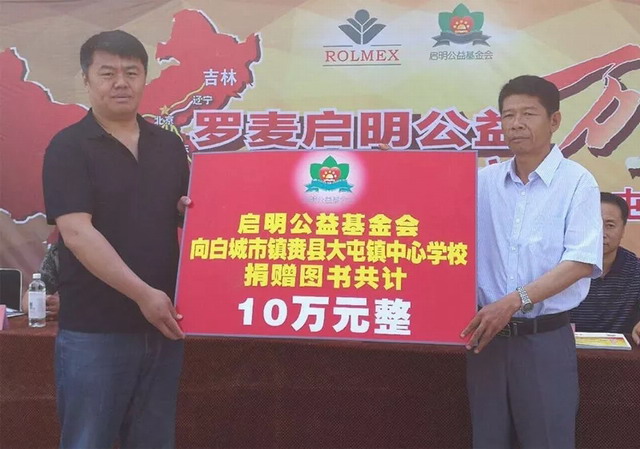 ROLMEX
启明公益基金会
吉林
辽宁
北京
罗麦启明公益
启明公益基金会
向白城市镇赉县大屯镇中心学校
捐赠图书共计
10万元整